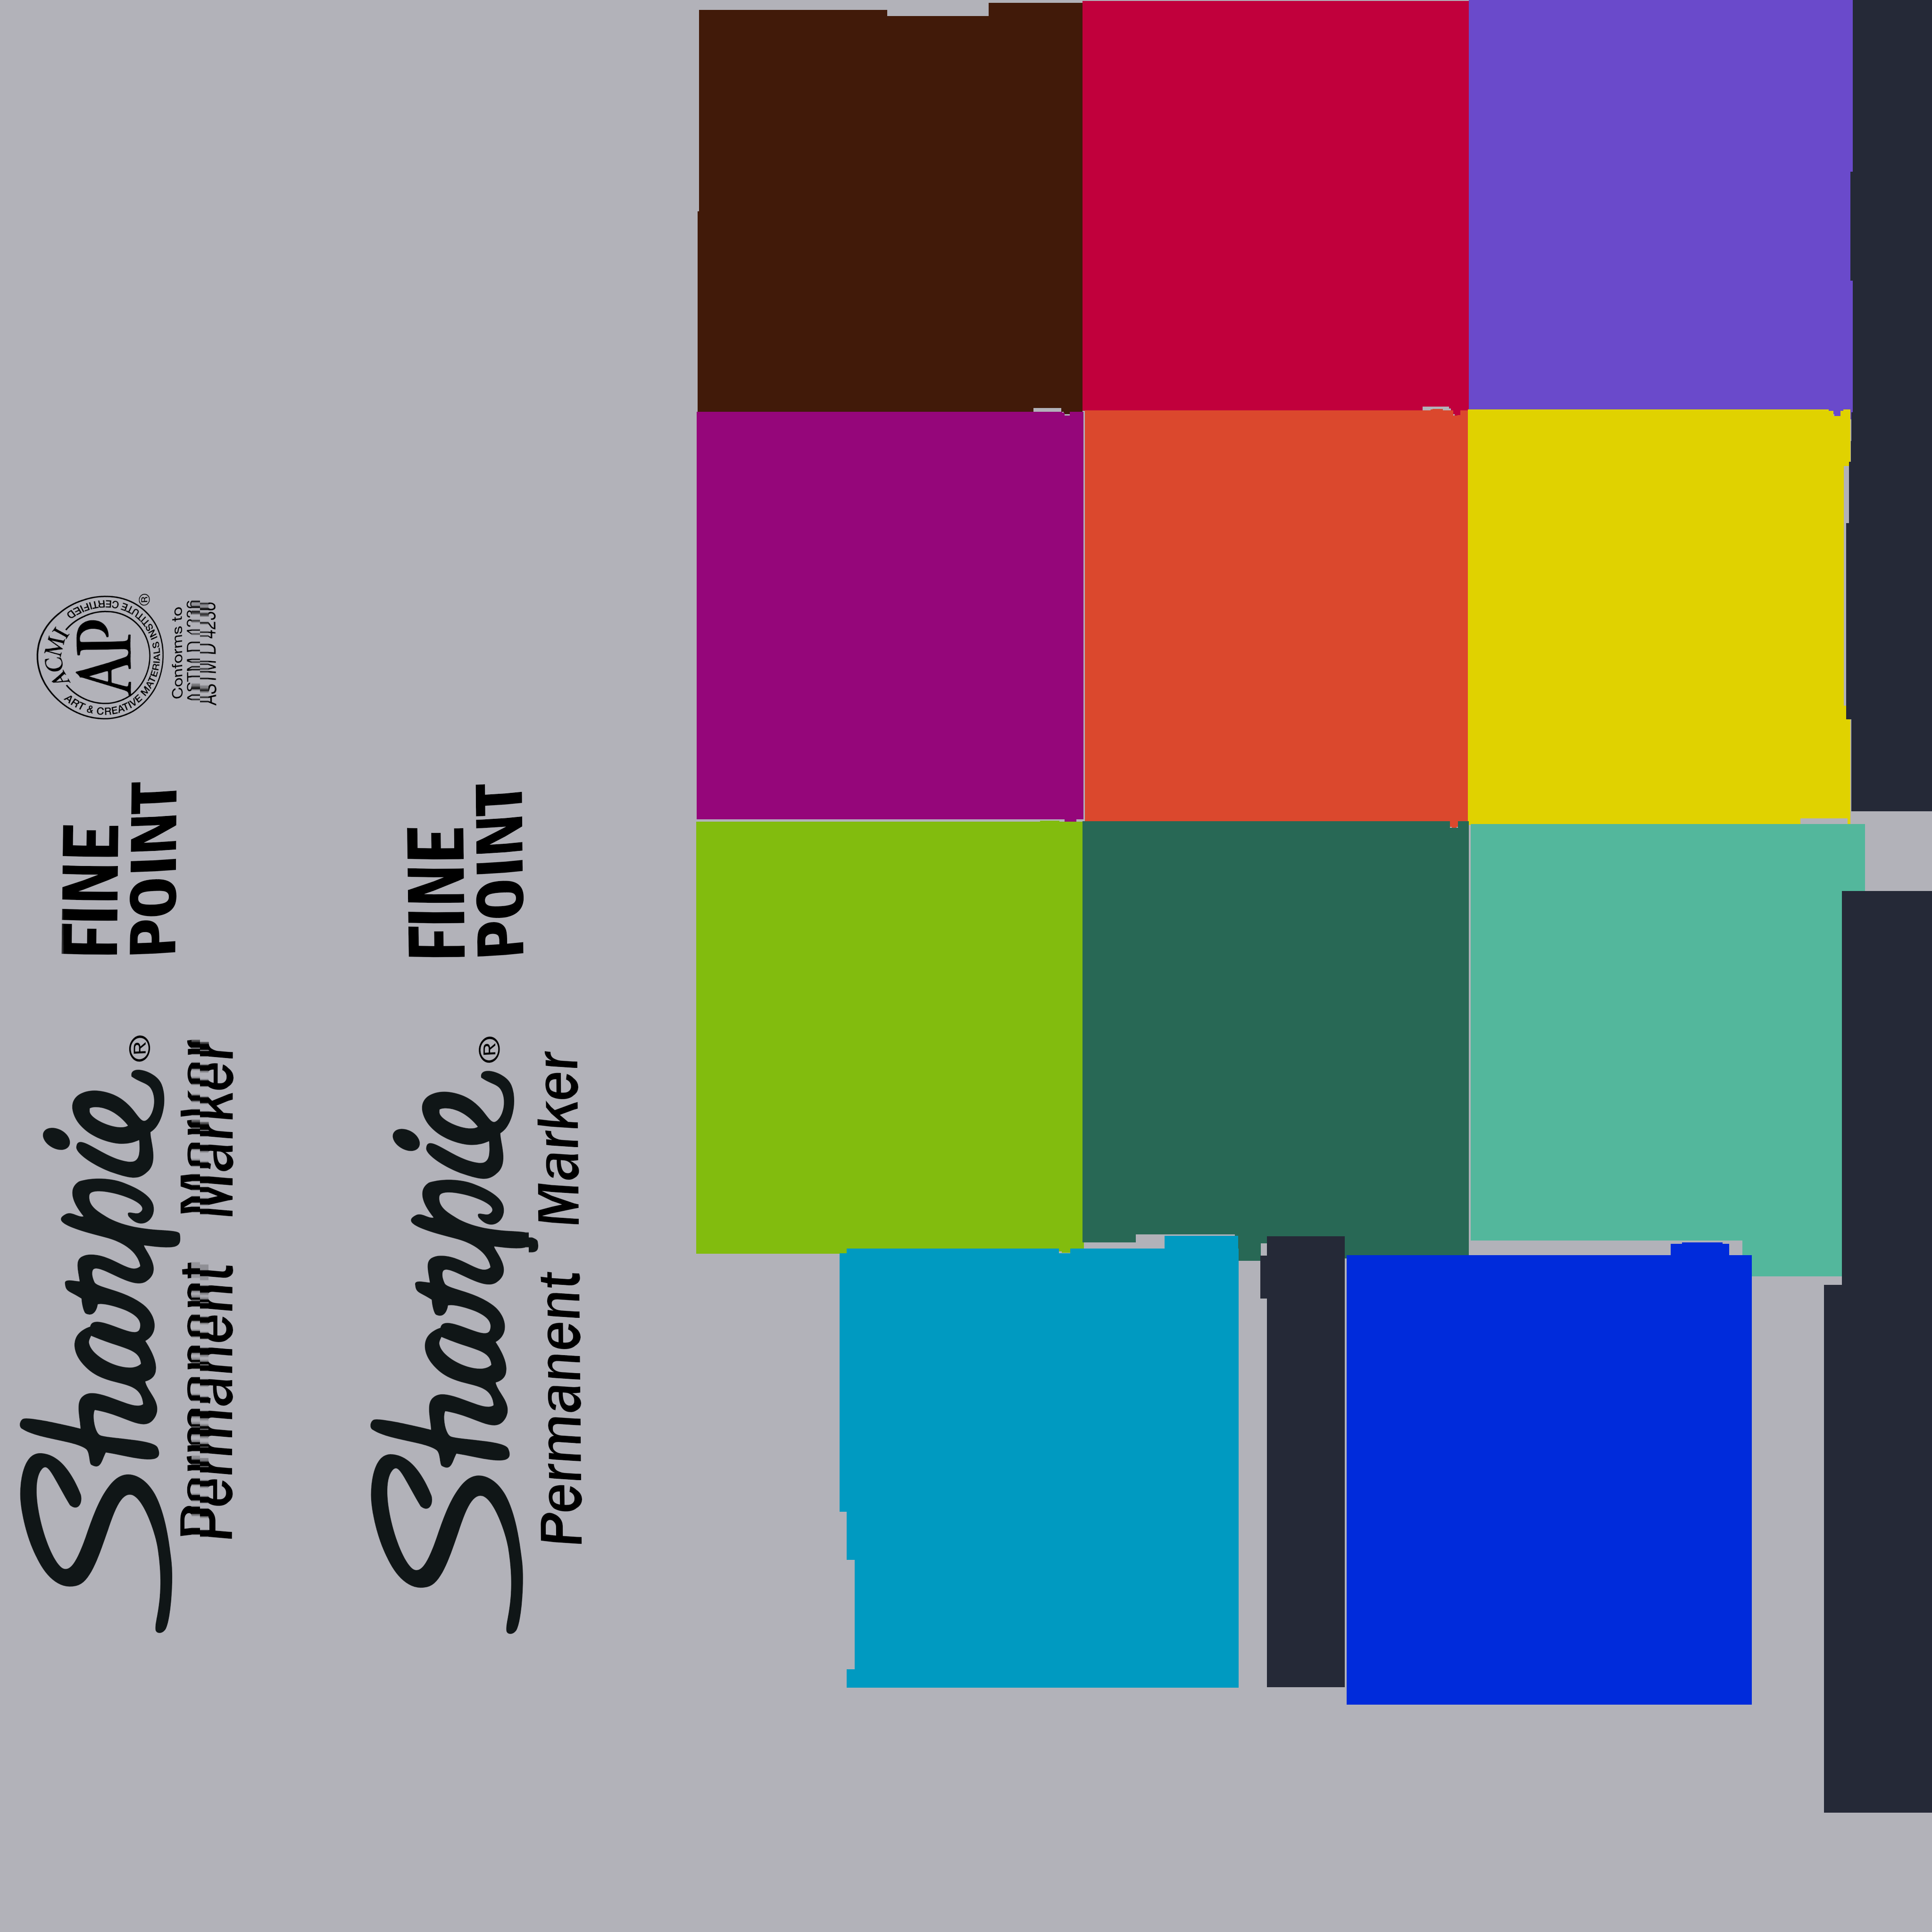 Sharpie®
Permanent Marker
FINE
POINT
ACMI
AP
ART & CREATIVE MATERIALS INSTITUTE CERTIFIED
®
Conforms to
ASTM D 4236
Sharpie®
Permanent Marker
FINE
POINT